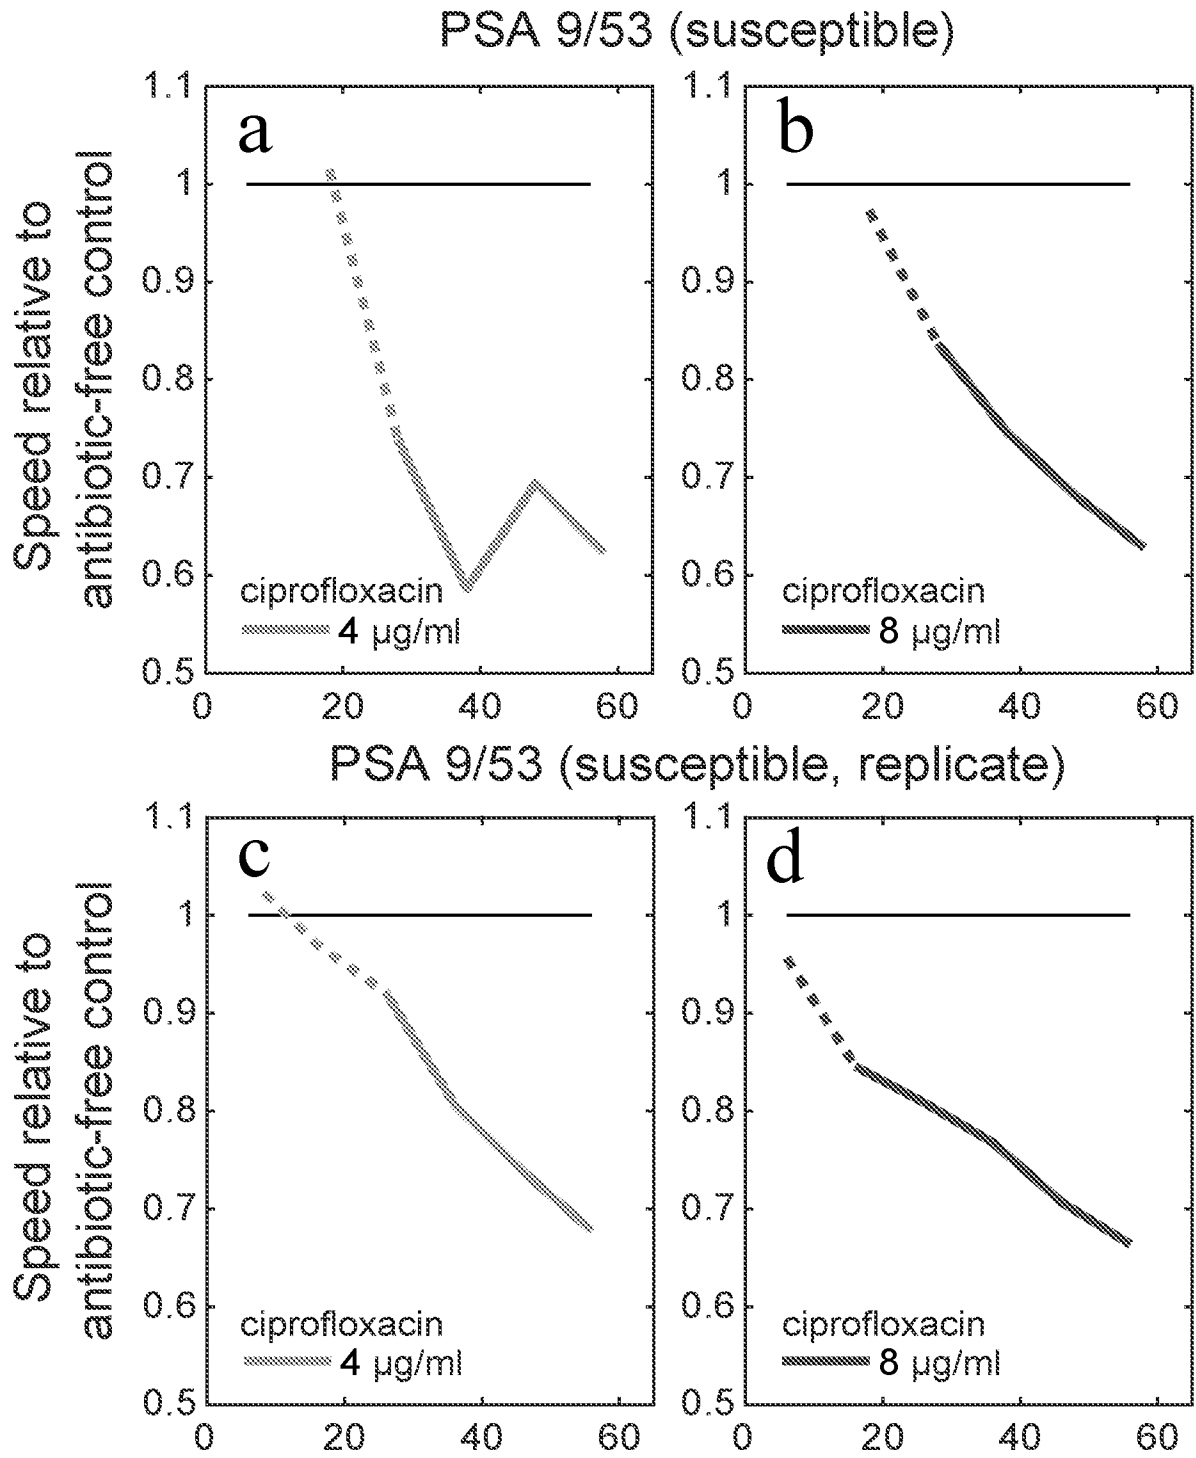 PSA 9/53 (susceptible)
Speed relative to
antibiotic-free control
a
1.1
1
0.9
0.8
0.7
0.6
0.5
ciprofloxacin
4 µg/ml
0 20 40 60
b
1.1
1
0.9
0.8
0.7
0.6
0.5
ciprofloxacin
8 µg/ml
0 20 40 60
PSA 9/53 (susceptible, replicate)
Speed relative to
antibiotic-free control
c
1.1
1
0.9
0.8
0.7
0.6
0.5
ciprofloxacin
4 µg/ml
0 20 40 60
d
1.1
1
0.9
0.8
0.7
0.6
0.5
ciprofloxacin
8 µg/ml
0 20 40 60